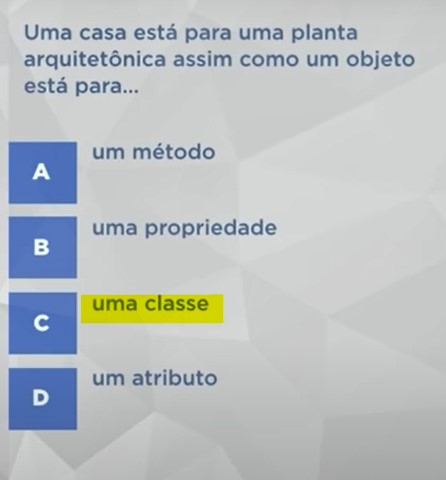 Uma casa está para uma planta
arquitetônica assim como um objeto
está para...
A um método
B uma propriedade
C uma classe
D um atributo